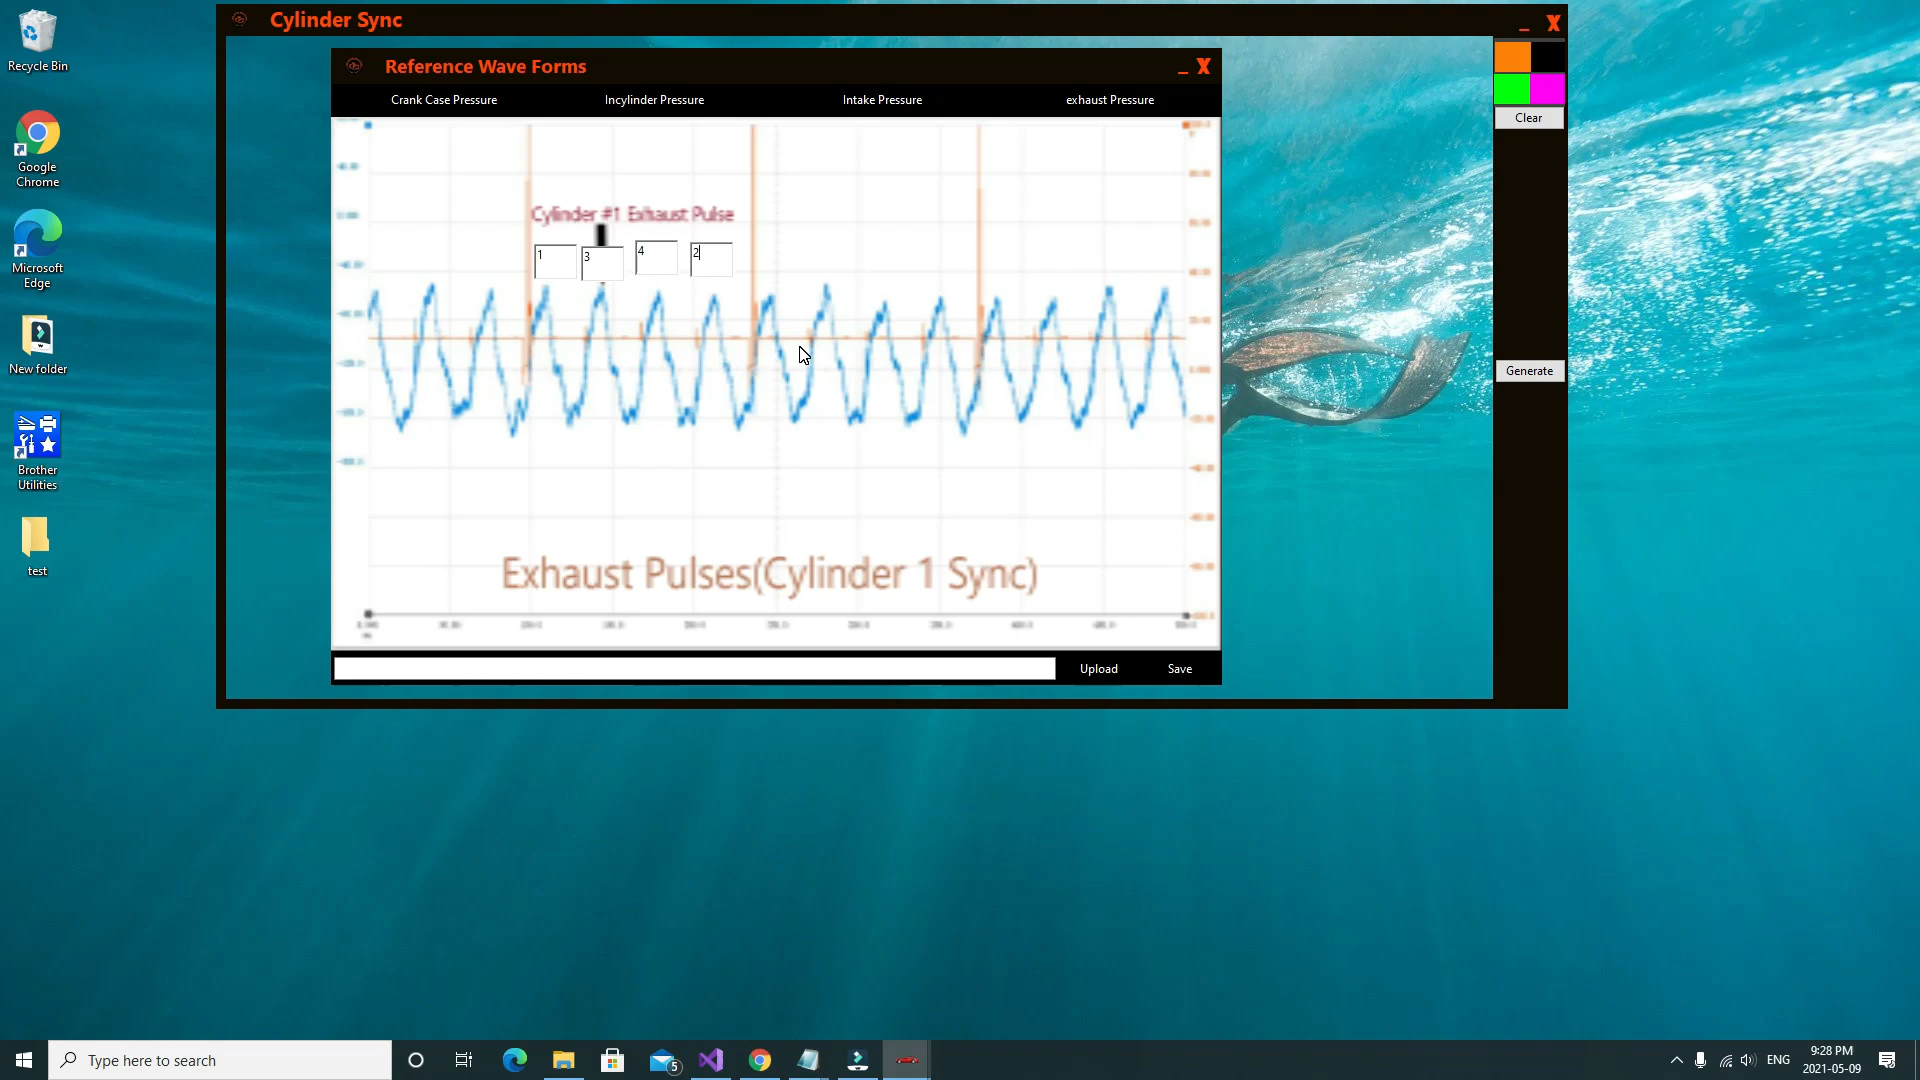 Cylinder Sync
_ X
Reference Wave Forms
_ X
Crank Case Pressure
Incylinder Pressure
Intake Pressure
exhaust Pressure
Clear
Cylinder #1 Exhaust Pulse
1
3
4
2
Generate
Exhaust Pulses(Cylinder 1 Sync)
Upload
Save
Recycle Bin
Google
Chrome
Microsoft
Edge
New folder
Brother
Utilities
test
Type here to search
5
ENG
9:28 PM
2021-05-09